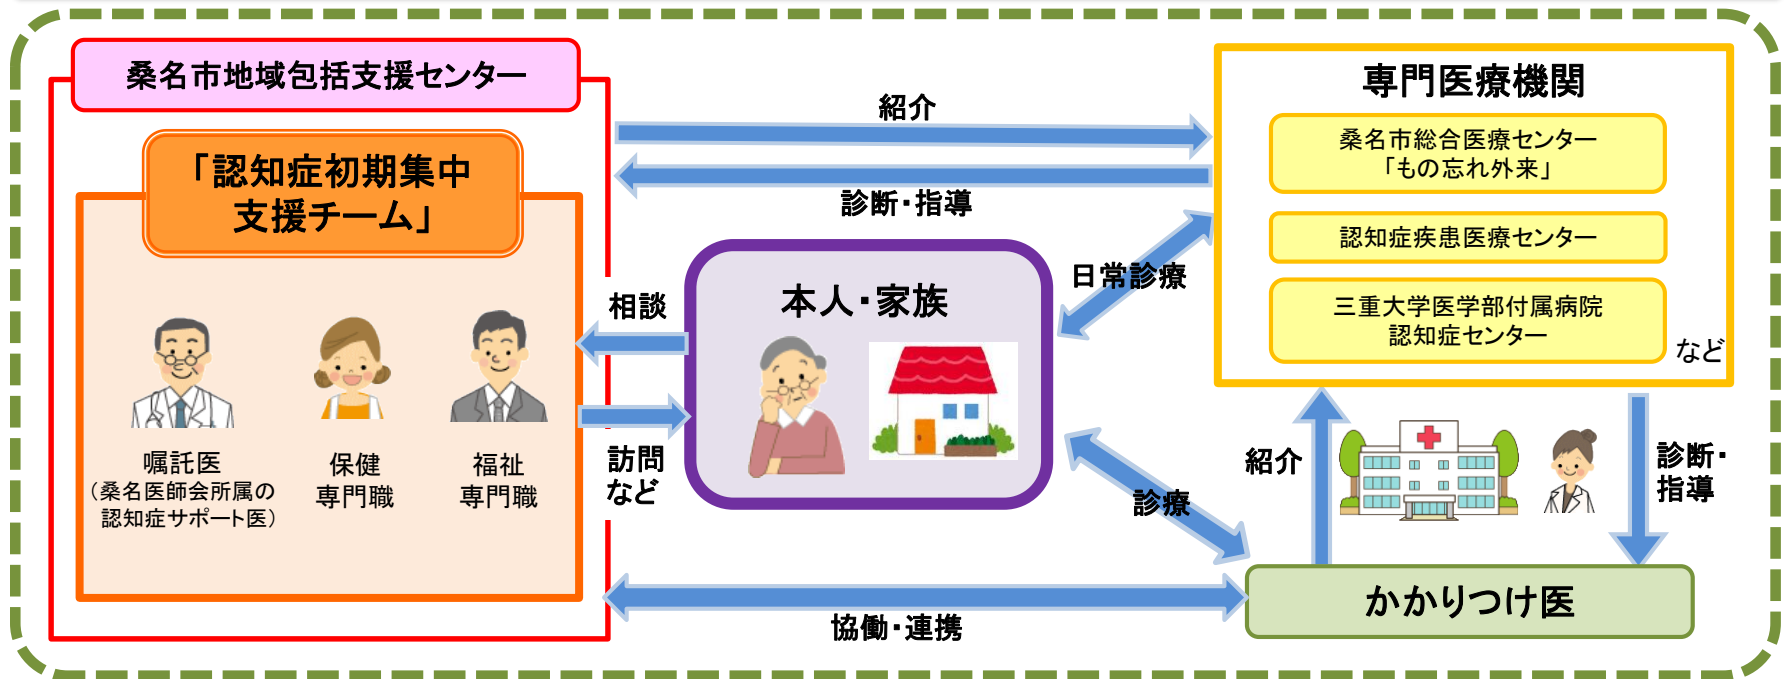 桑名市地域包括支援センター
「認知症初期集中
支援チーム」
嘱託医
（桑名医師会所属の
認知症サポート医）
保健
専門職
福祉
専門職
紹介
診断・指導
相談
訪問
など
本人・家族
日常診療
診療
協働・連携
専門医療機関
桑名市総合医療センター
「もの忘れ外来」
認知症疾患医療センター
三重大学医学部付属病院
認知症センター
など
紹介
診断・
指導
かかりつけ医